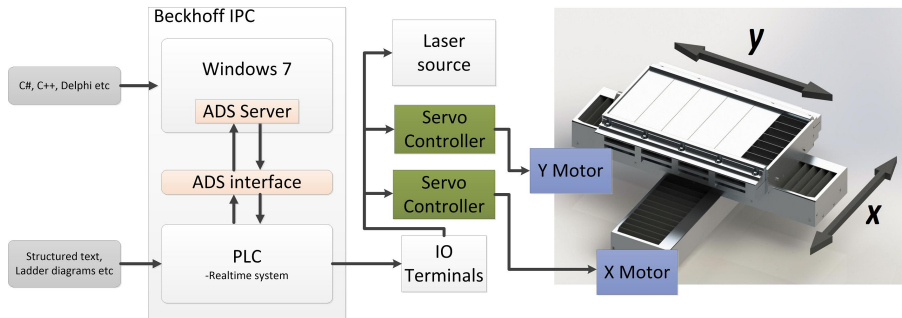 Beckhoff IPC
C#, C++, Delphi etc
Windows 7
ADS Server
ADS interface
Structured text,
Ladder diagrams etc
PLC
-Realtime system
Laser
source
Servo
Controller
Servo
Controller
IO
Terminals
Y Motor
X Motor
y
x